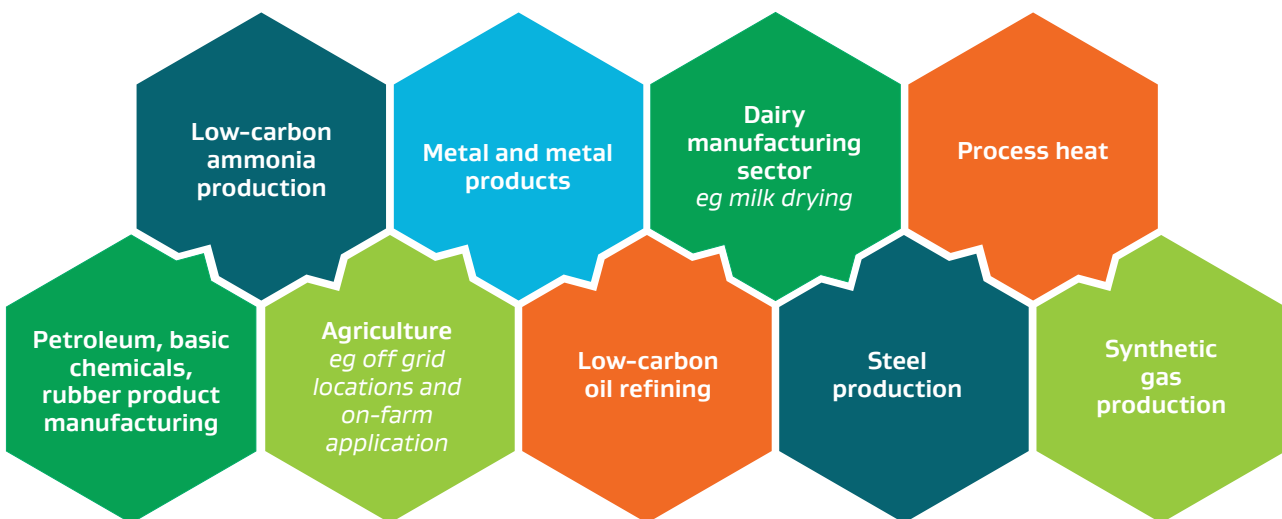 Low-carbon
ammonia
production
Metal and metal
products
Dairy
manufacturing
sector
eg milk drying
Process heat
Petroleum, basic
chemicals,
rubber product
manufacturing
Agriculture
eg off grid
locations and
on-farm
application
Low-carbon
oil refining
Steel
production
Synthetic
gas
production